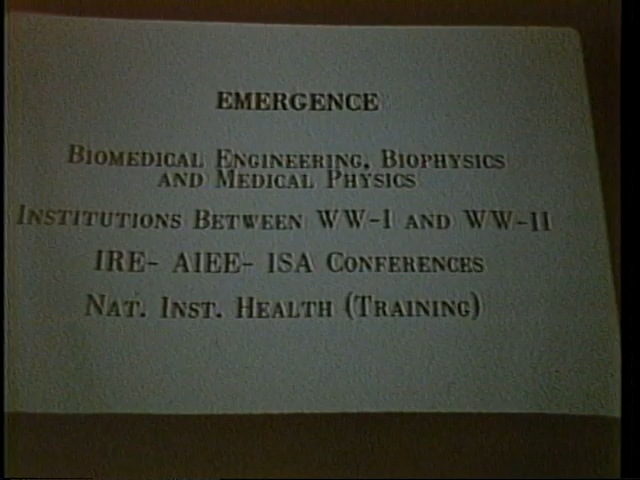 EMERGENCE
BIOMEDICAL ENGINEERING, BIOPHYSICS
AND MEDICAL PHYSICS
INSTITUTIONS BETWEEN WW-I AND WW-II
IRE- AIEE- ISA CONFERENCES
NAT. INST. HEALTH (TRAINING)